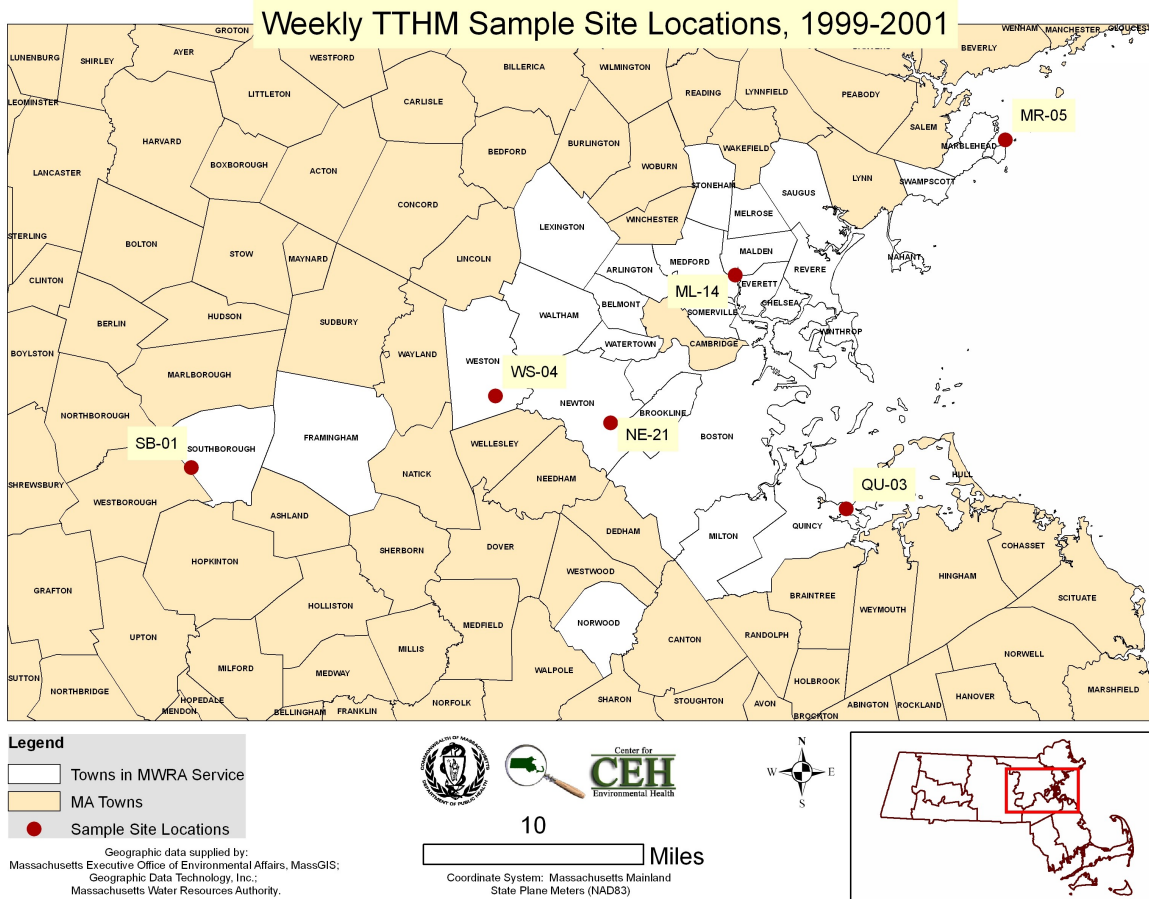 Weekly TTHM Sample Site Locations, 1999-2001
GROTON
WENHAM
MANCHESTER
GLOUCEST
LUNENBURG
SHIRLEY
AYER
WESTFORD
BILLERICA
WILMINGTON
BEVERLY
LITTLETON
CARLISLE
READING
LYNNFIELD
PEABODY
LEOMINSTER
MR-05
HARVARD
BEDFORD
BURLINGTON
WAKEFIELD
SALEM
MARBLEHEAD
BOXBOROUGH
ACTON
WOBURN
LANCASTER
STONEHAM
SAUGUS
LYNN
SWAMPSCOTT
CONCORD
WINCHESTER
MELROSE
STERLING
BOLTON
LEXINGTON
STOW
MAYNARD
LINCOLN
ARLINGTON
MEDFORD
MALDEN
REVERE
NAHANT
CLINTON
ML-14
EVERETT
BERLIN
HUDSON
SUDBURY
WALTHAM
BELMONT
SOMERVILLE
CHELSEA
WINTHROP
BOYLSTON
WAYLAND
WATERTOWN
CAMBRIDGE
MARLBOROUGH
WESTON
WS-04
NORTHBOROUGH
NEWTON
BROOKLINE
SB-01
SOUTHBOROUGH
FRAMINGHAM
WELLESLEY
NE-21
BOSTON
SHREWSBURY
WESTBOROUGH
NATICK
NEEDHAM
QU-03
HULL
ASHLAND
DEDHAM
MILTON
QUINCY
HOPKINTON
SHERBORN
DOVER
WESTWOOD
COHASSET
GRAFTON
HOLLISTON
MEDFIELD
NORWOOD
BRAINTREE
WEYMOUTH
HINGHAM
SCITUATE
UPTON
MILLIS
CANTON
RANDOLPH
NORWELL
SUTTON
NORTHBRIDGE
MILFORD
MEDWAY
WALPOLE
HOLBROOK
MARSHFIELD
HOPEDALE
MENDON
BELLINGHAM
FRANKLIN
NORFOLK
SHARON
STOUGHTON
AVON
BROCKTON
ABINGTON
ROCKLAND
HANOVER
Legend
Towns in MWRA Service
MA Towns
Sample Site Locations
Geographic data supplied by:
Massachusetts Executive Office of Environmental Affairs, MassGIS;
Geographic Data Technology, Inc.;
Massachusetts Water Resources Authority.
COMMONWEALTH OF MASSACHUSETTS
DEPARTMENT OF PUBLIC HEALTH
Center for
CEH
Environmental Health
10
Miles
Coordinate System: Massachusetts Mainland
State Plane Meters (NAD83)
N
W
E
S